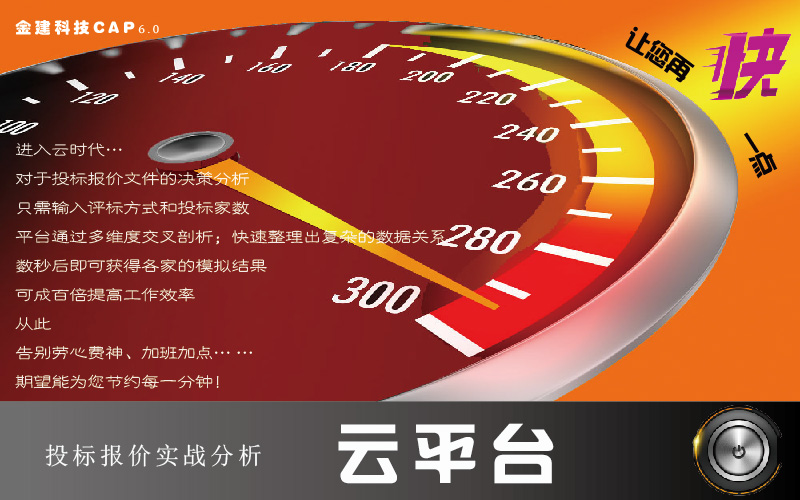 金建科技CAP6.0
让您再快一点
100
120
140
160
180
200
220
240
260
280
300
进入云时代…
对于投标报价文件的决策分析
只需输入评标方式和投标家数
平台通过多维度交叉剖析；快速整理出复杂的数据关系
数秒后即可获得各家的模拟结果
可成百倍提高工作效率
从此
告别劳心费神、加班加点… …
期望能为您节约每一分钟！
投标报价实战分析
云平台